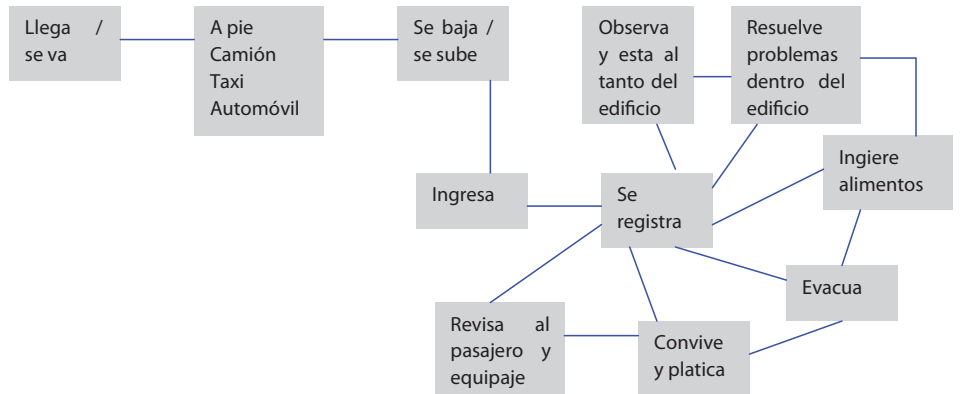 Llega /
se va
A pie
Camión
Taxi
Automóvil
Se baja /
se sube
Observa
y esta al
tanto del
edificio
Resuelve
problemas
dentro del
edificio
Ingiere
alimentos
Ingresa
Se
registra
Evacua
Revisa al
pasajero y
equipaje
Convive
y platica